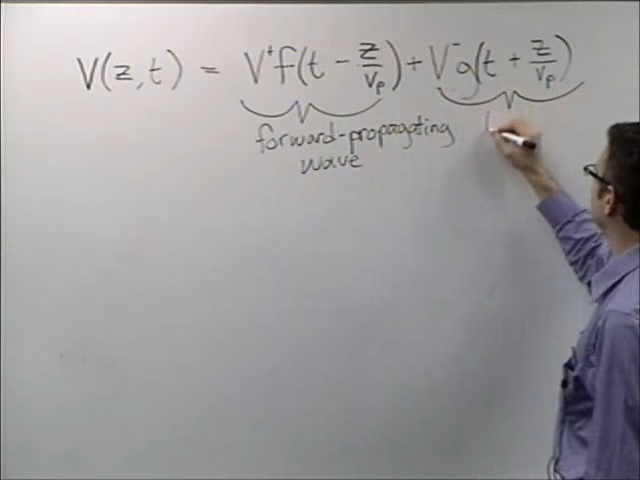 V(z,t) = V⁺f(t - z/vₚ) + V⁻g(t + z/vₚ)
forward-propagating
wave